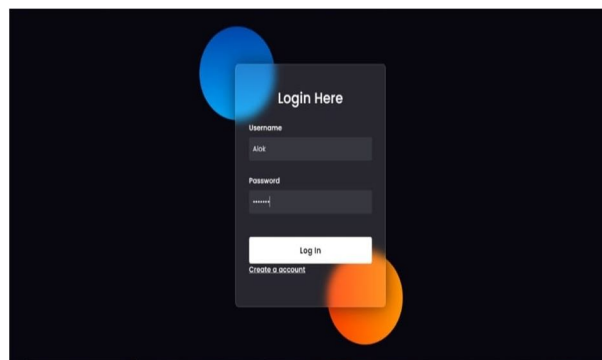 Login Here
Username
Alok
Password
•••••••
Log In
Create a account